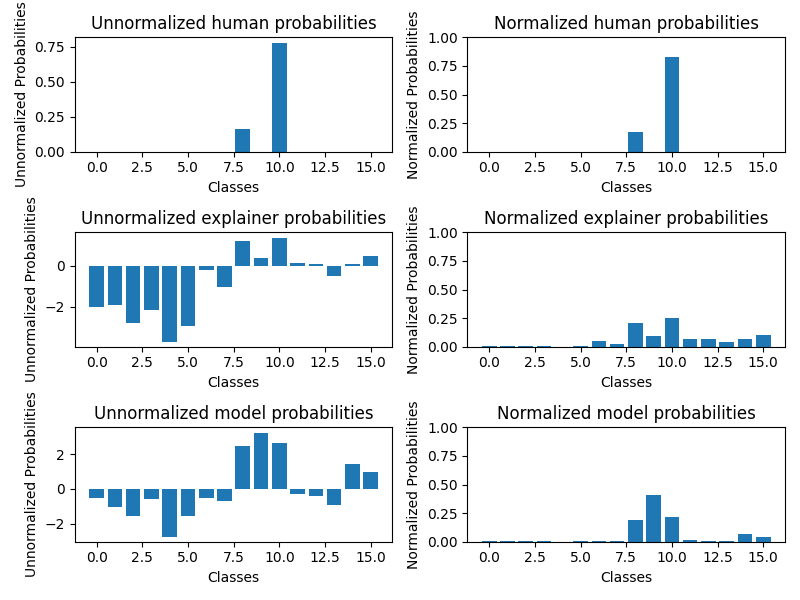 Unnormalized human probabilities
Unnormalized Probabilities
0.75
0.50
0.25
0.00
0.0 2.5 5.0 7.5 10.0 12.5 15.0
Classes
Normalized human probabilities
Normalized Probabilities
1.00
0.75
0.50
0.25
0.00
0.0 2.5 5.0 7.5 10.0 12.5 15.0
Classes
Unnormalized explainer probabilities
Unnormalized Probabilities
0
−2
0.0 2.5 5.0 7.5 10.0 12.5 15.0
Classes
Normalized explainer probabilities
Normalized Probabilities
1.00
0.75
0.50
0.25
0.00
0.0 2.5 5.0 7.5 10.0 12.5 15.0
Classes
Unnormalized model probabilities
Unnormalized Probabilities
2
0
−2
0.0 2.5 5.0 7.5 10.0 12.5 15.0
Classes
Normalized model probabilities
Normalized Probabilities
1.00
0.75
0.50
0.25
0.00
0.0 2.5 5.0 7.5 10.0 12.5 15.0
Classes